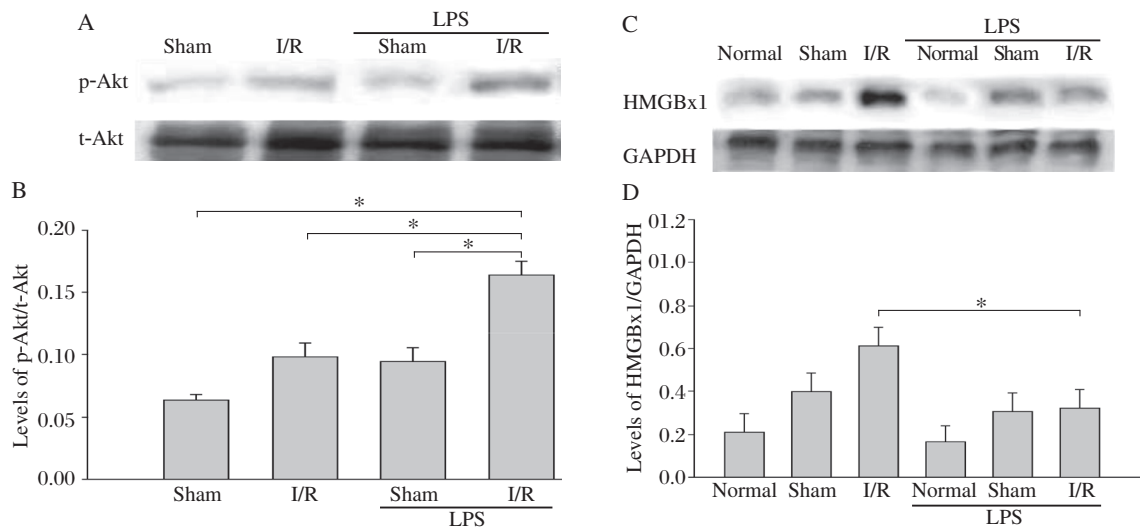 A
LPS
Sham I/R Sham I/R
p-Akt
t-Akt
B
Levels of p-Akt/t-Akt
0.20
0.15
0.10
0.05
0.00
* * *
Sham I/R Sham I/R
LPS
C
LPS
Normal Sham I/R Normal Sham I/R
HMGBx1
GAPDH
D
Levels of HMGBx1/GAPDH
01.2
01.0
0.8
0.6
0.4
0.2
0.0
*
Normal Sham I/R Normal Sham I/R
LPS